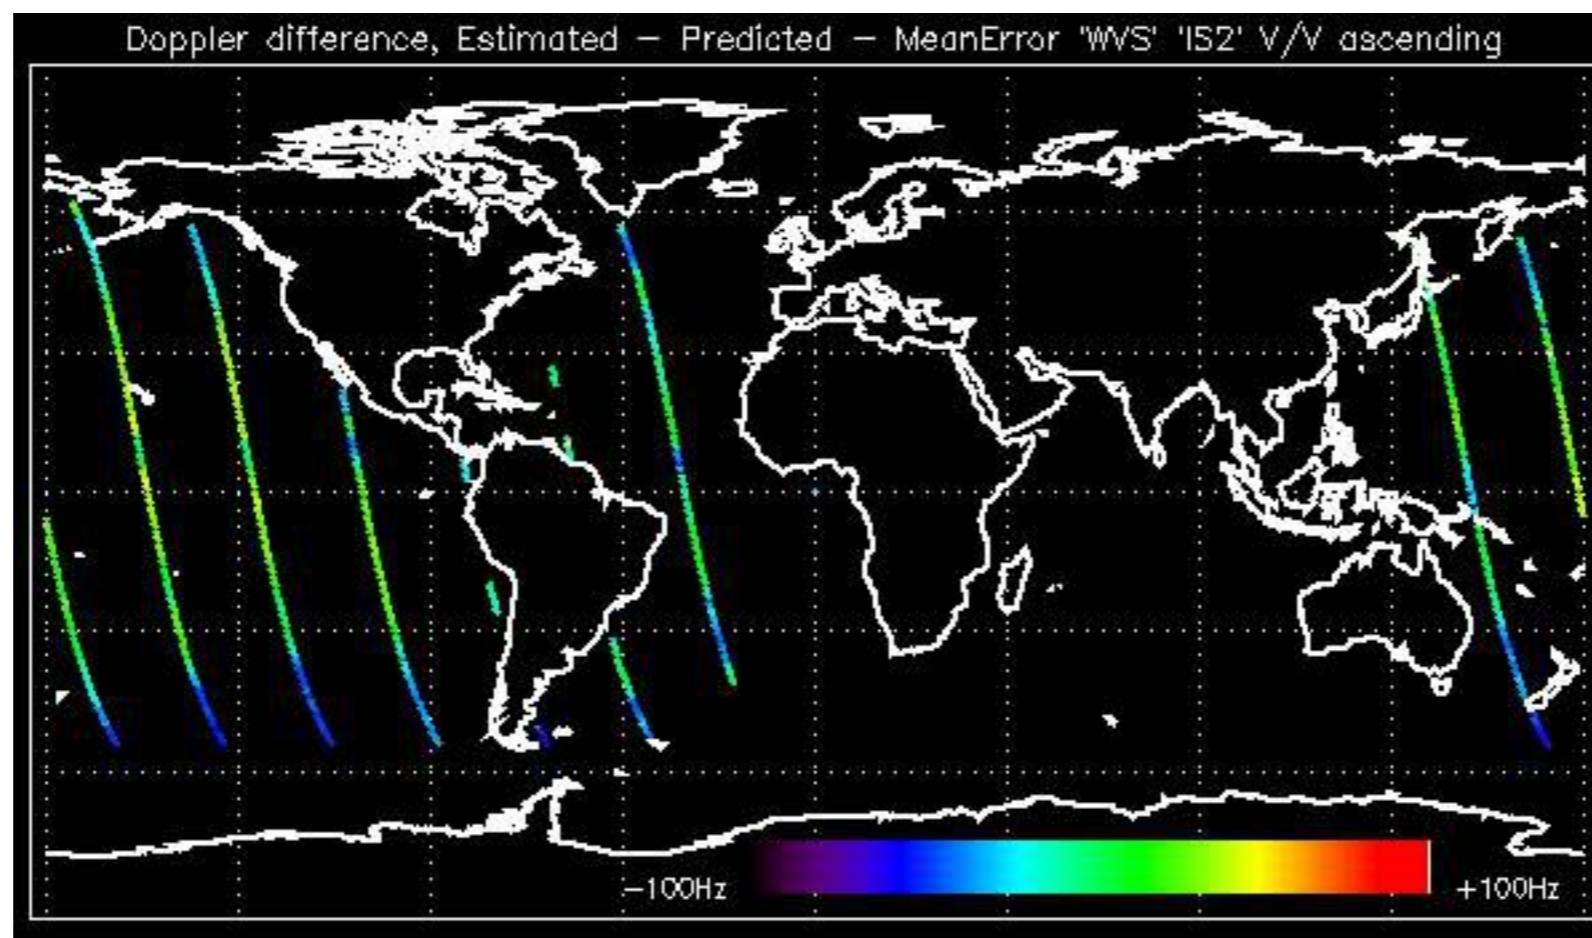 Doppler difference, Estimated – Predicted – MeanError 'WVS' 'IS2' V/V ascending
-100Hz +100Hz